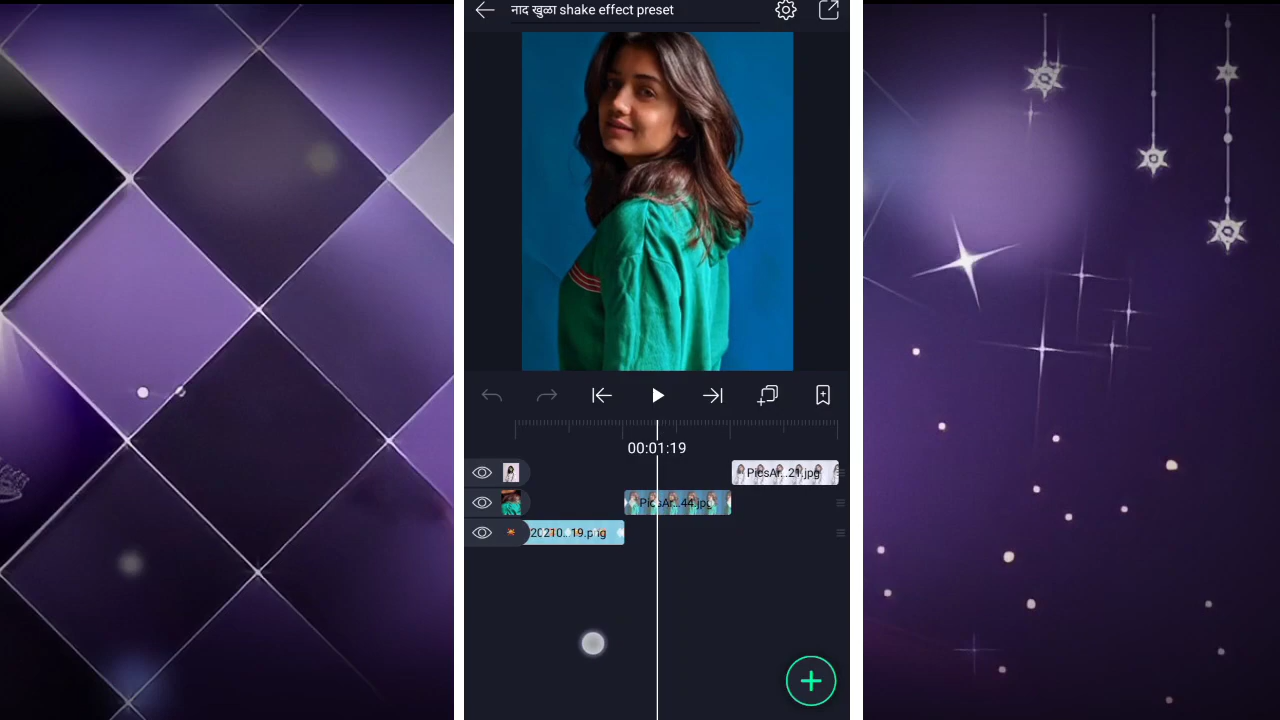 नाद खुळा shake effect preset
00:01:19
PicsAr...21.jpg
PicsAr...44.jpg
20210...19.png